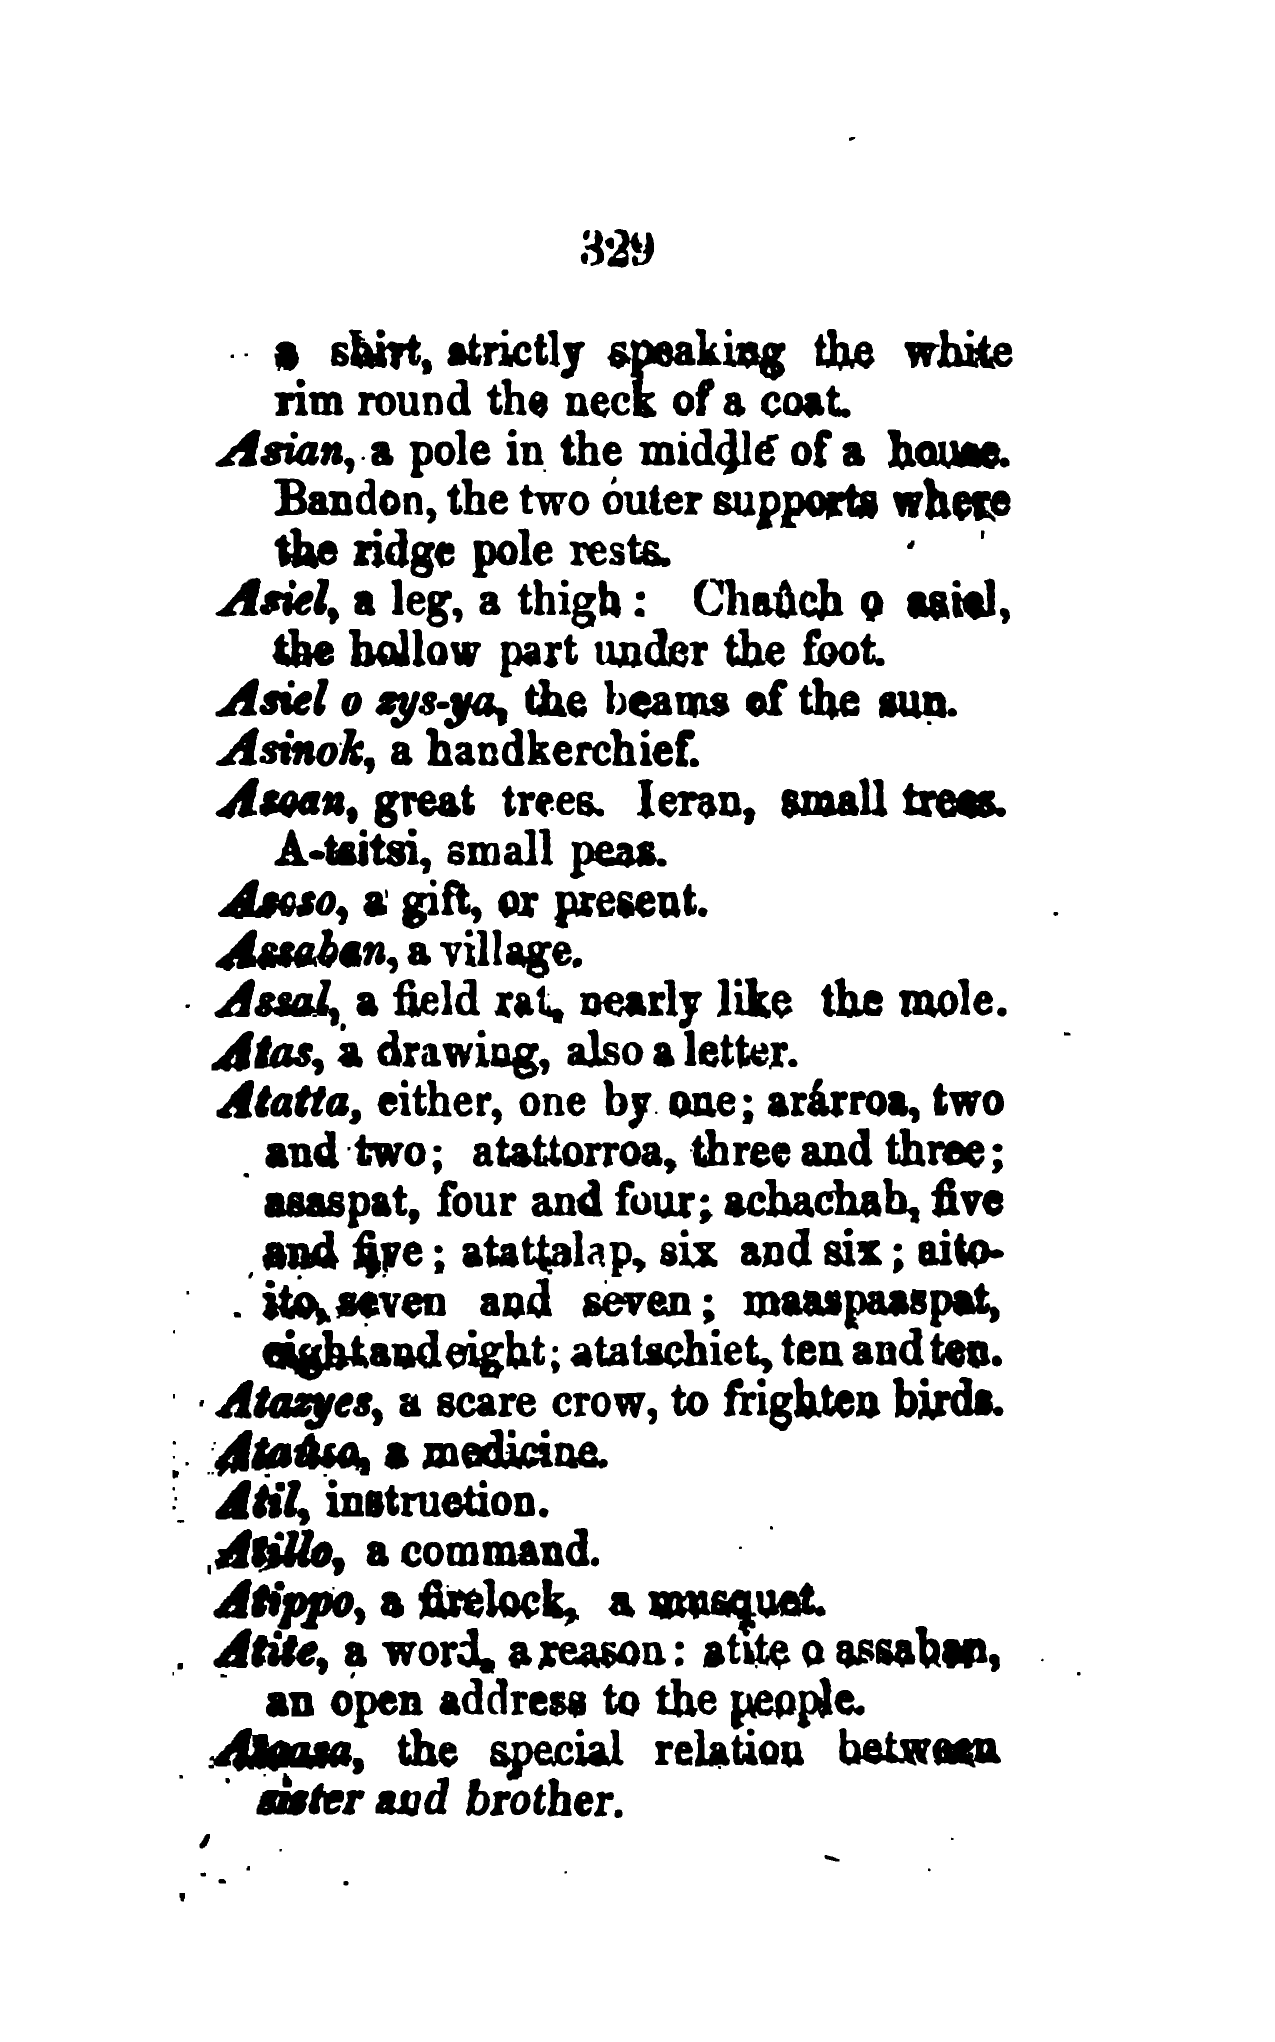 329
a shirt, strictly speaking the white
rim round the neck of a coat.
Asian, a pole in the middle of a house.
Bandon, the two outer supports where
the ridge pole rests.
Asiel, a leg, a thigh : Chaûch o asiel,
the hollow part under the foot.
Asiel o zys-ya, the beams of the sun.
Asinok, a handkerchief.
Asoan, great trees. Ieran, small trees.
A-tsitsi, small peas.
Asoso, a gift, or present.
Assaban, a village.
Assal, a field rat, nearly like the mole.
Atas, a drawing, also a letter.
Atatta, either, one by one; arárroa, two
and two; atattorroa, three and three;
asaspat, four and four; achachab, five
and five; atattalap, six and six; aito-
ito, seven and seven; maaspaaspat,
eight and eight; atatschiet, ten and ten.
Atazyes, a scare crow, to frighten birds.
Ataûsa, a medicine.
Atil, instruction.
Atillo, a command.
Atippo, a firelock, a musquet.
Atite, a word, a reason: atite o assaban,
an open address to the people.
the special relation between
sister and brother.